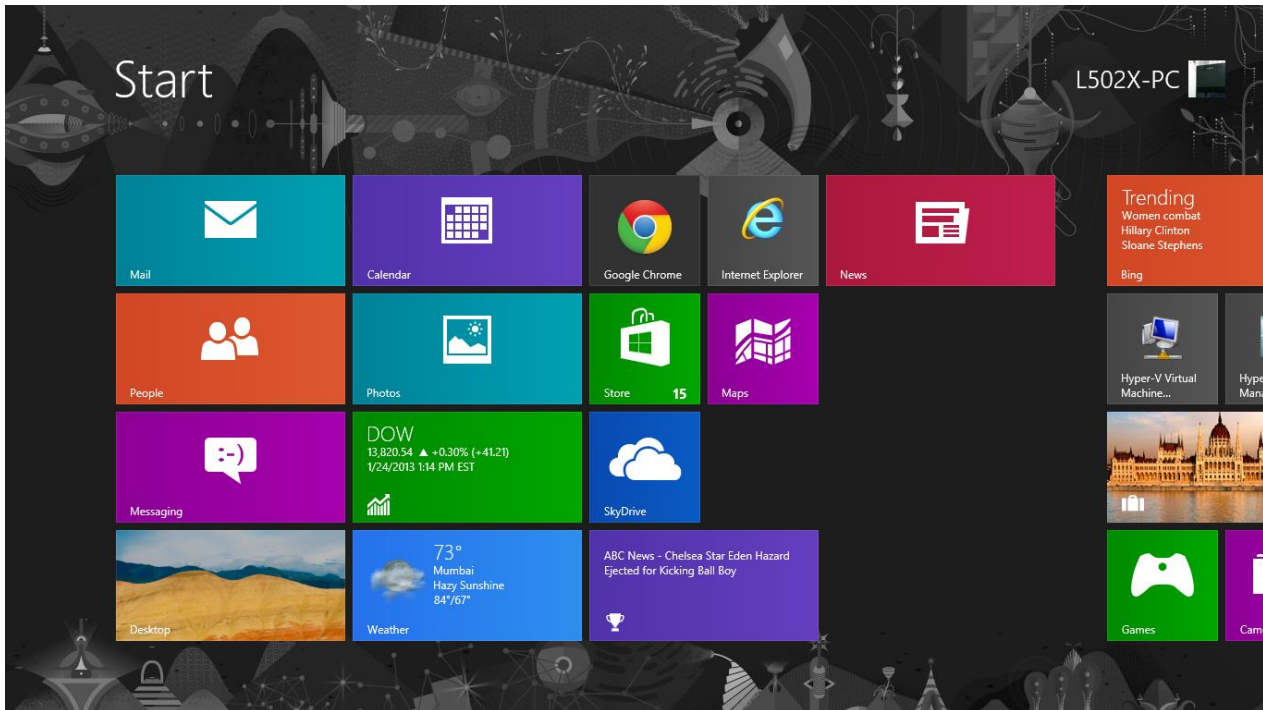 Start
L502X-PC
Mail
Calendar
Google Chrome
Internet Explorer
News
Trending
Women combat
Hillary Clinton
Sloane Stephens
Bing
People
Photos
Store
15
Maps
Hyper-V Virtual
Machine...
Messaging
:-)
DOW
13,820.54 ▲ +0.30% (+41.21)
1/24/2013 1:14 PM EST
SkyDrive
Desktop
73°
Mumbai
Hazy Sunshine
84°/67°
Weather
ABC News - Chelsea Star Eden Hazard
Ejected for Kicking Ball Boy
Games